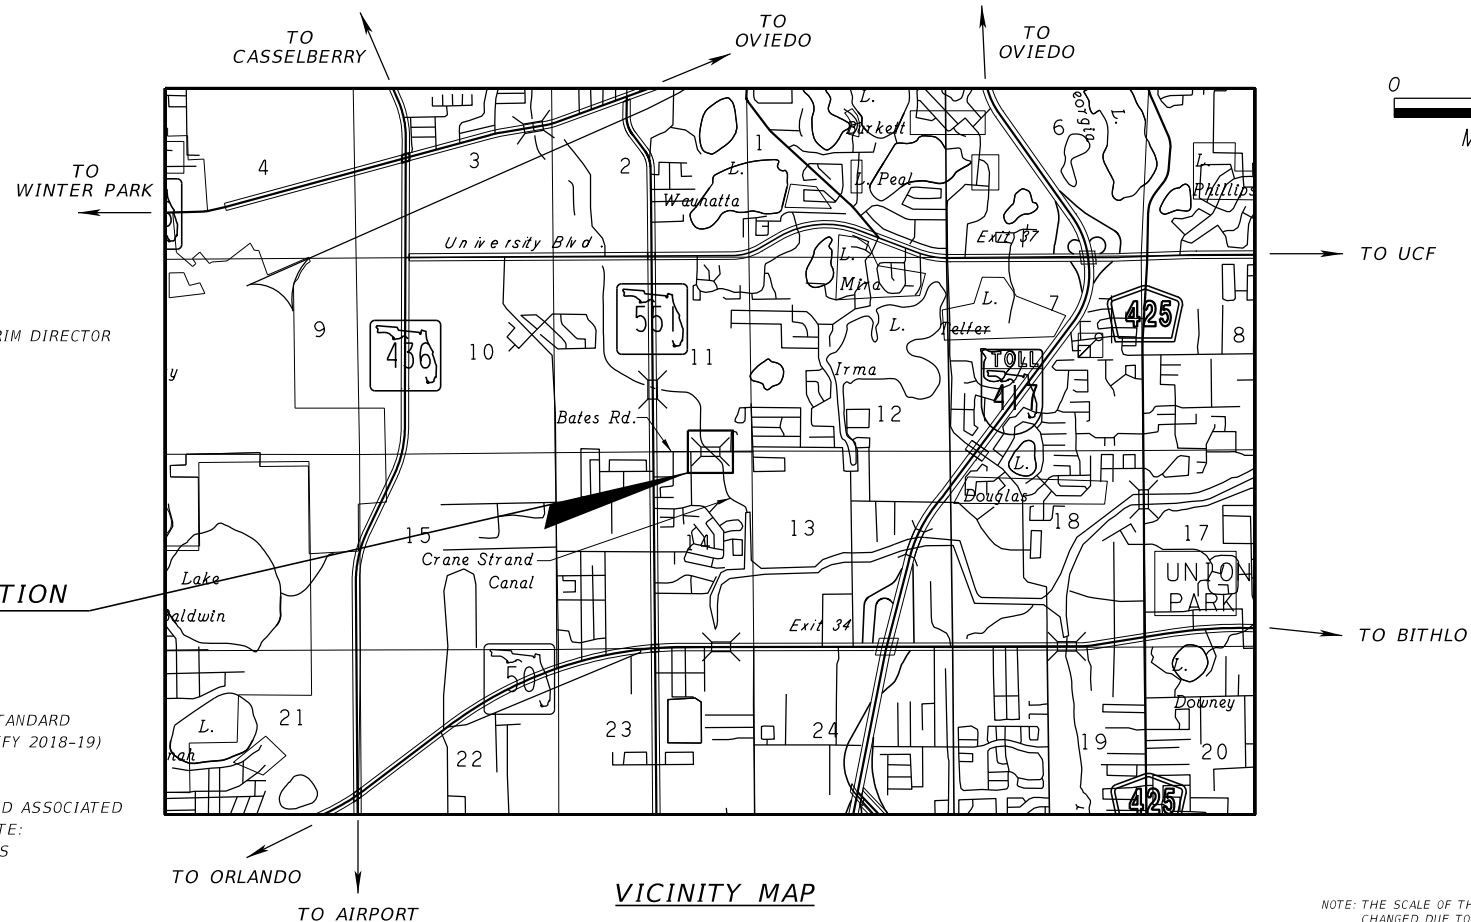 TO
CASSELBERRY
TO
OVIEDO
TO
OVIEDO
0
TO
WINTER PARK
4
3
2
1
L.
Burkett
L.
6
L.
Phillips
L.
Waunatta
L. Peal
University Blvd.
Exit 37
TO UCF
L.
Mira
L.
Telfer
7
425
8
RIM DIRECTOR
9
436
10
551
11
L.
Irma
TOLL
417
12
Bates Rd.
L.
Douglas
15
13
18
17
14
Crane Strand
Canal
Lake
Baldwin
TION
UNION
PARK
Exit 34
TO BITHLO
50
L.
Downey
TANDARD
(FY 2018-19)
21
L.
nah
22
23
24
19
20
425
D ASSOCIATED
TE:
S
TO ORLANDO
TO AIRPORT
VICINITY MAP
NOTE: THE SCALE OF TH
CHANGED DUE TO